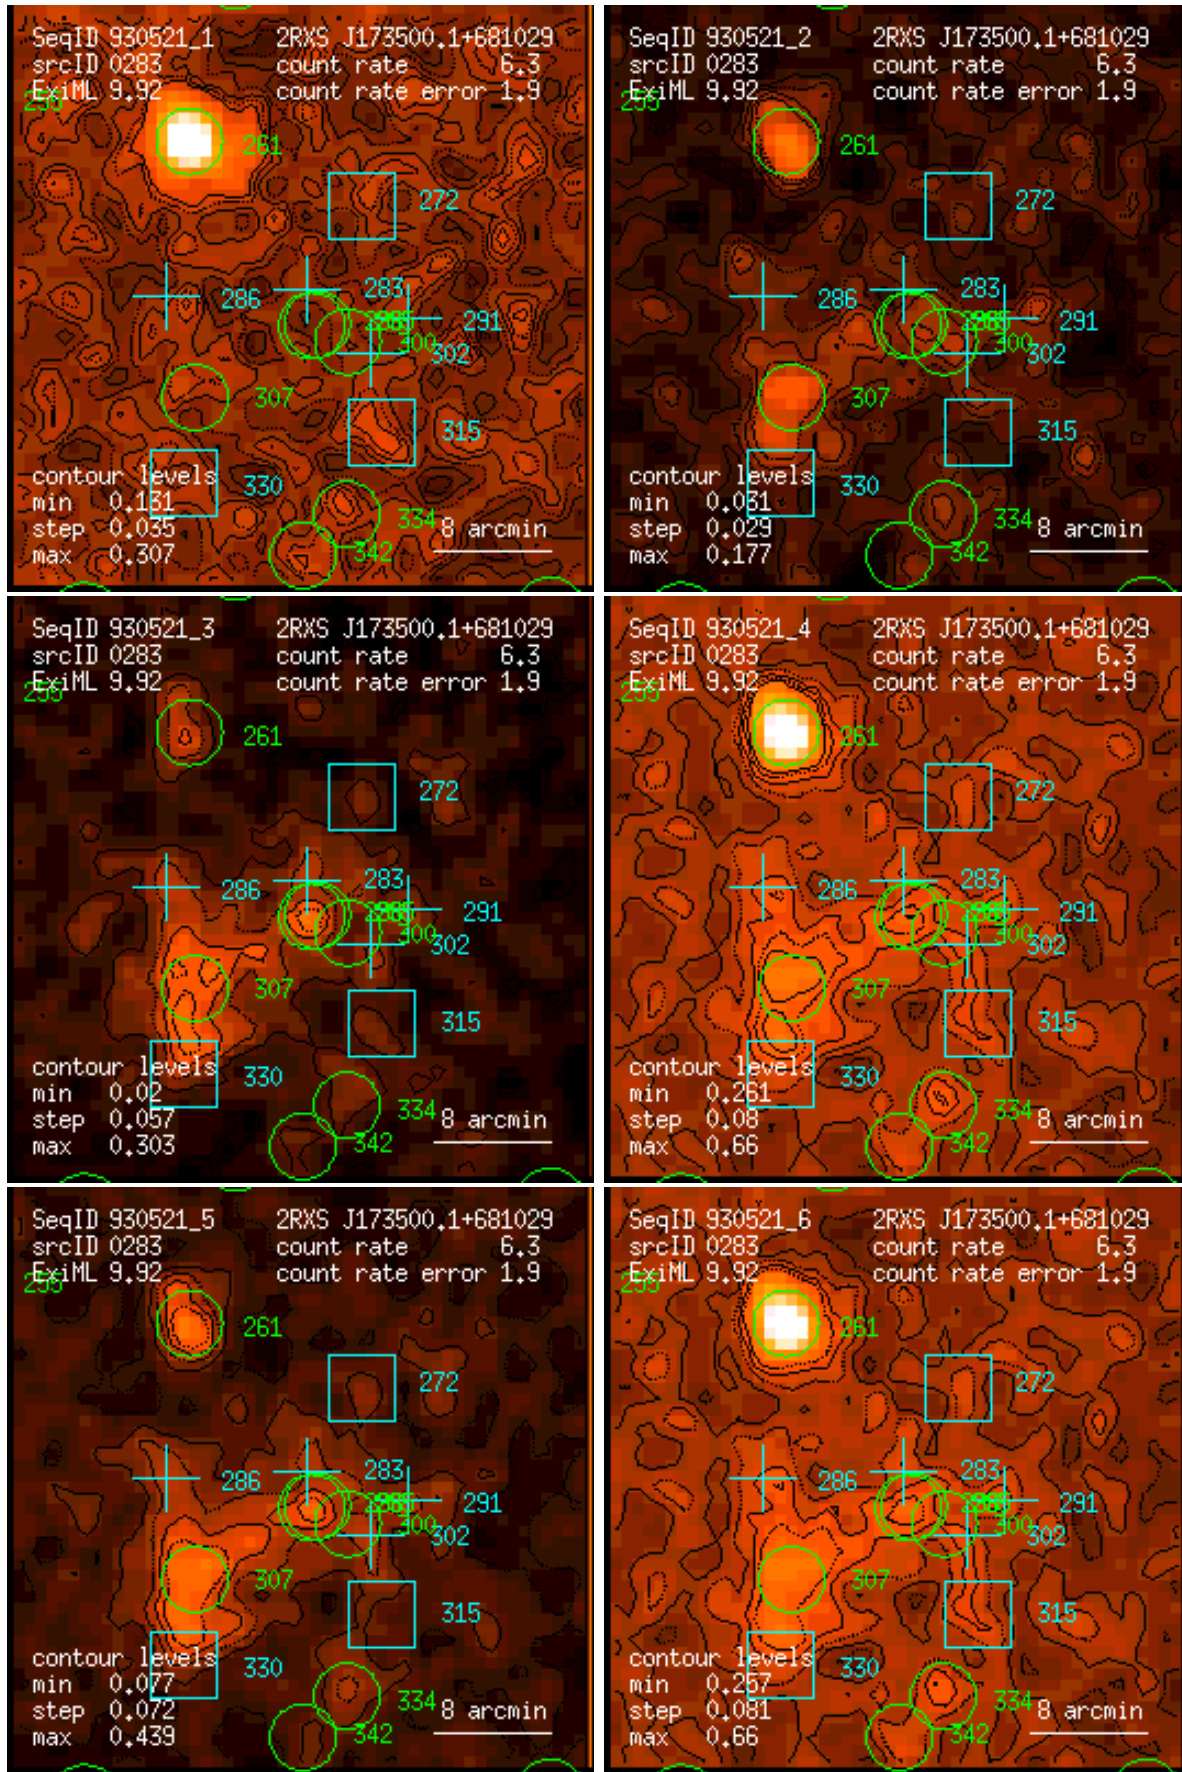 SeqID 930521_1 2RXS J173500.1+681029
srcID 0283 count rate 6.3
ExiML 9.92 count rate error 1.9
255
261
272
283
286
291
300
302
307
315
contour levels
330
min 0.131
334
step 0.035
8 arcmin
max 0.307
342
SeqID 930521_2 2RXS J173500.1+681029
srcID 0283 count rate 6.3
ExiML 9.92 count rate error 1.9
255
261
272
283
286
291
300
302
307
315
contour levels
330
min 0.031
334
step 0.029
8 arcmin
max 0.177
342
SeqID 930521_3 2RXS J173500.1+681029
srcID 0283 count rate 6.3
ExiML 9.92 count rate error 1.9
255
261
272
283
286
291
300
302
307
315
contour levels
330
min 0.02
334
step 0.057
8 arcmin
max 0.303
342
SeqID 930521_4 2RXS J173500.1+681029
srcID 0283 count rate 6.3
ExiML 9.92 count rate error 1.9
255
261
272
283
286
291
300
302
307
315
contour levels
330
min 0.261
334
step 0.08
8 arcmin
max 0.66
342
SeqID 930521_5 2RXS J173500.1+681029
srcID 0283 count rate 6.3
ExiML 9.92 count rate error 1.9
255
261
272
283
286
291
300
302
307
315
contour levels
330
min 0.077
334
step 0.072
8 arcmin
max 0.439
342
SeqID 930521_6 2RXS J173500.1+681029
srcID 0283 count rate 6.3
ExiML 9.92 count rate error 1.9
255
261
272
283
286
291
300
302
307
315
contour levels
330
min 0.257
334
step 0.081
8 arcmin
max 0.66
342